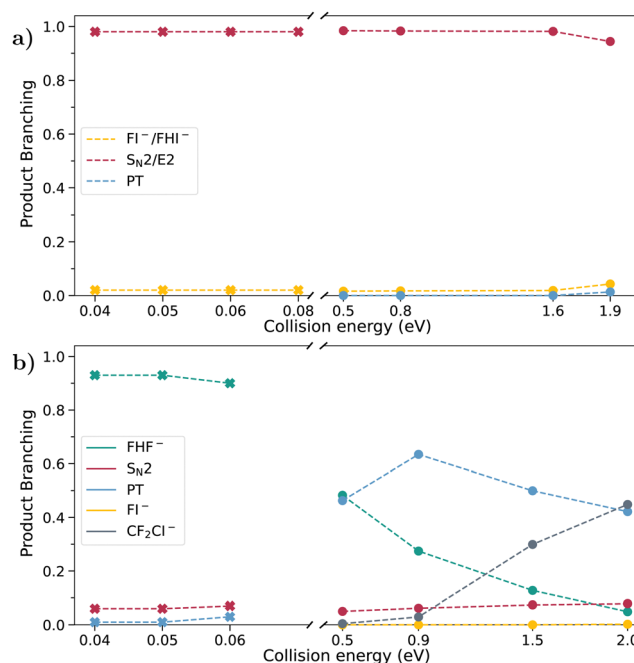 a)
Product Branching
1.0
0.8
0.6
0.4
0.2
0.0
FI⁻/FHI⁻
S_N2/E2
PT
0.04 0.05 0.06 0.08 0.5 0.8 1.6 1.9
Collision energy (eV)
b)
Product Branching
1.0
0.8
0.6
0.4
0.2
0.0
FHF⁻
S_N2
PT
FI⁻
CF₂Cl⁻
0.04 0.05 0.06 0.5 0.9 1.5 2.0
Collision energy (eV)